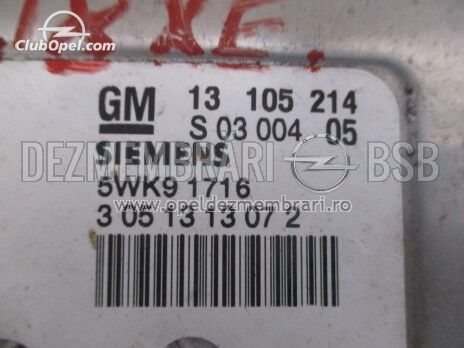 ClubOpel.com
GM 13 105 214
S 03 004 05
SIEMENS
DEZMEMBRARI BSB
5WK9 1716
www.opeldezmembrari.ro
3 05 13 13 07 2